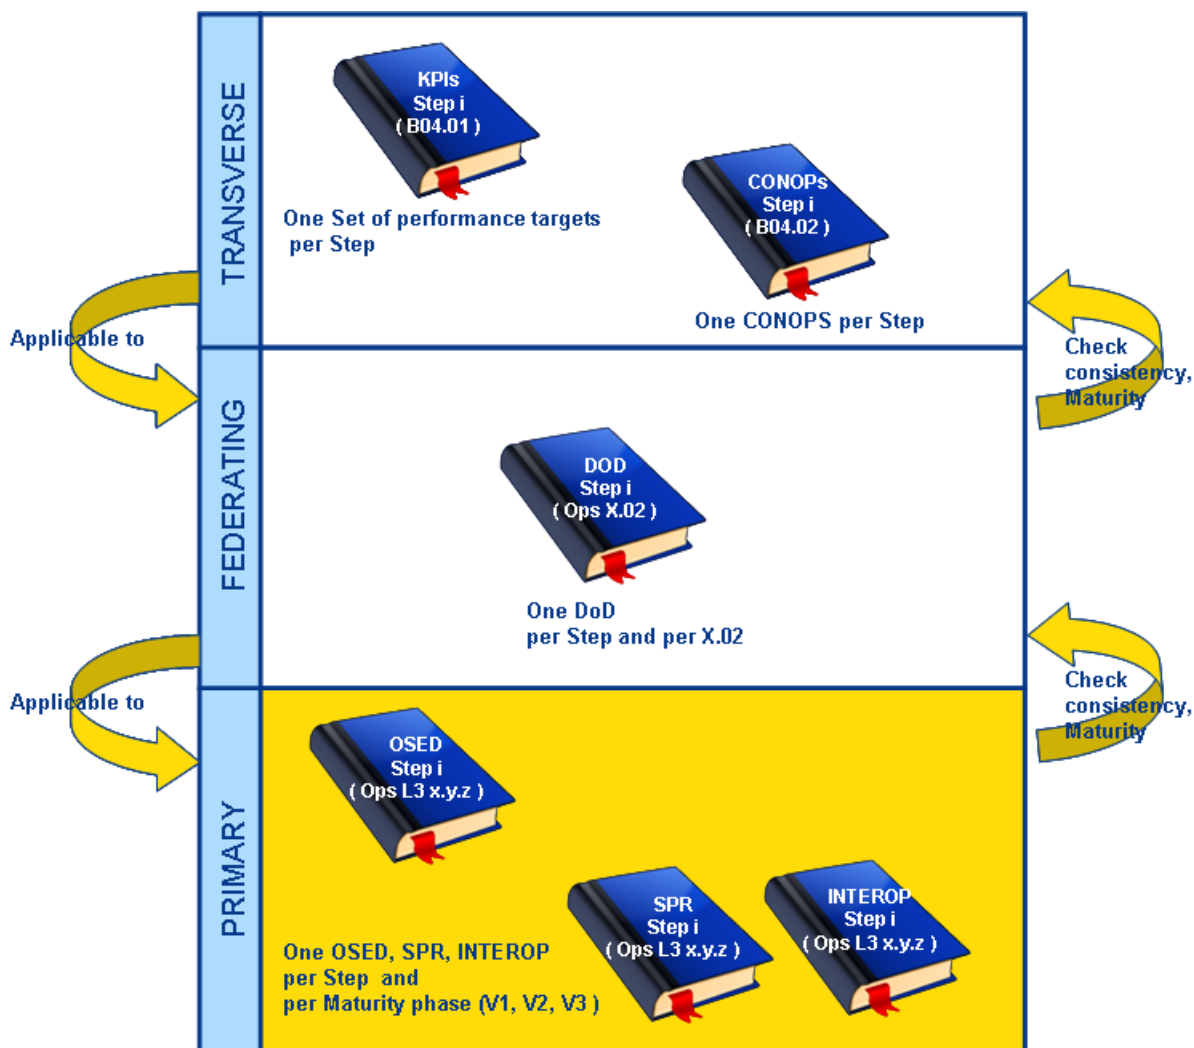 TRANSVERSE
KPIs
Step i
( B04.01 )
One Set of performance targets
per Step
CONOPs
Step i
( B04.02 )
One CONOPS per Step
Applicable to
Check
consistency,
Maturity
FEDERATING
DOD
Step i
( Ops X.02 )
One DoD
per Step and per X.02
Applicable to
Check
consistency,
Maturity
PRIMARY
OSED
Step i
( Ops L3 x.y.z )
SPR
Step i
( Ops L3 x.y.z )
INTEROP
Step i
( Ops L3 x.y.z )
One OSED, SPR, INTEROP
per Step and
per Maturity phase (V1, V2, V3 )